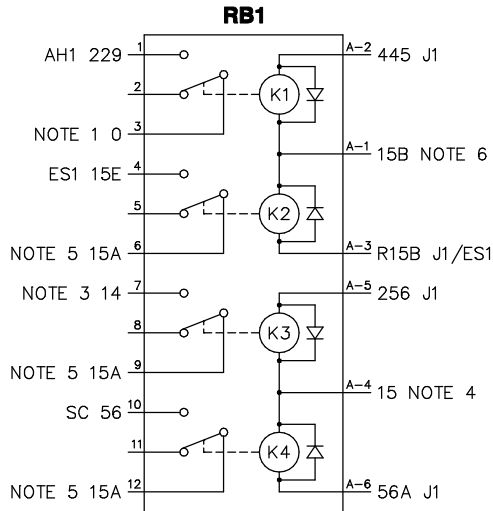 RB1
AH1 229 1 A-2 445 J1
2 K1
NOTE 1 0 3
A-1 15B NOTE 6
ES1 15E 4
5 K2
NOTE 5 15A 6 A-3 R15B J1/ES1
NOTE 3 14 7 A-5 256 J1
8 K3
NOTE 5 15A 9
A-4 15 NOTE 4
SC 56 10
11 K4
NOTE 5 15A 12 A-6 56A J1